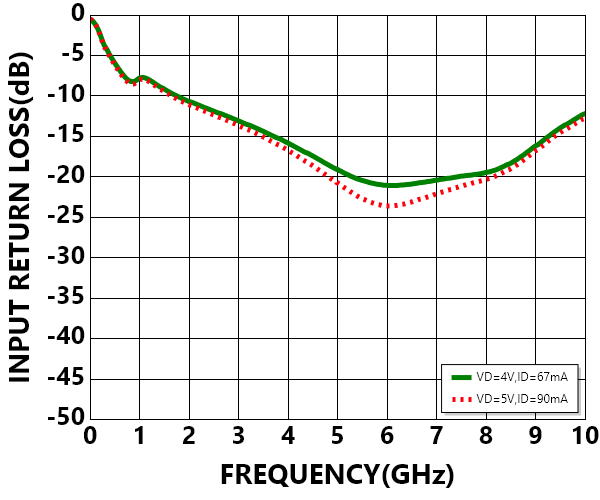 INPUT RETURN LOSS(dB)
0
-5
-10
-15
-20
-25
-30
-35
-40
-45
-50
0 1 2 3 4 5 6 7 8 9 10
FREQUENCY(GHz)
VD=4V,ID=67mA
VD=5V,ID=90mA